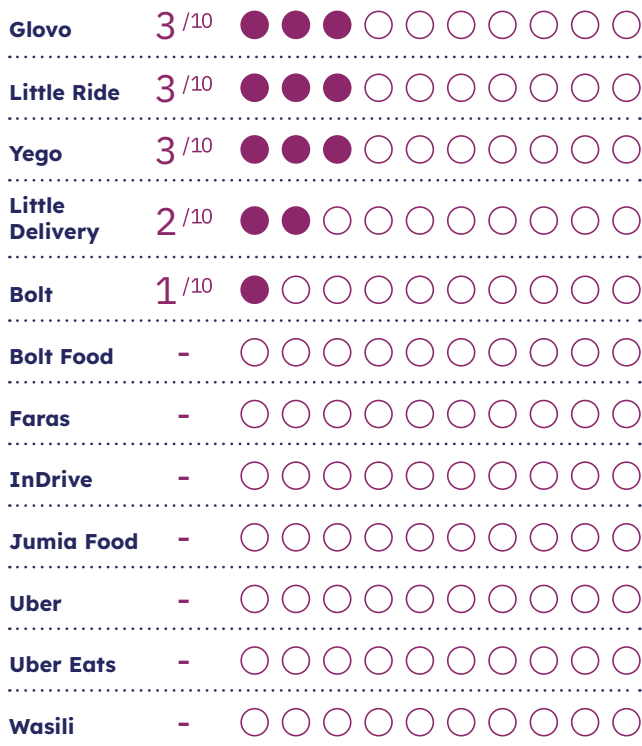 Glovo 3 /10
Little Ride 3 /10
Yego 3 /10
Little
Delivery 2 /10
Bolt 1 /10
Bolt Food -
Faras -
InDrive -
Jumia Food -
Uber -
Uber Eats -
Wasili -